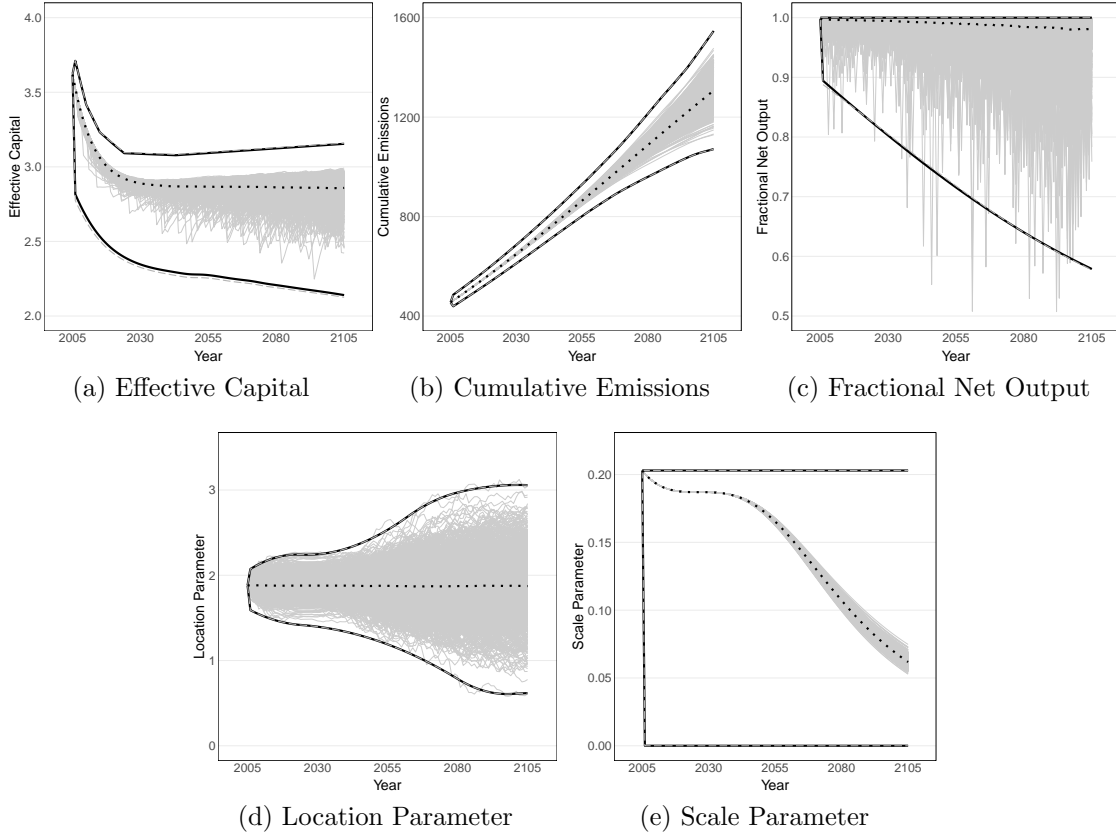 4.0
3.5
3.0
2.5
2.0
Effective Capital
2005 2030 2055 2080 2105
Year
(a) Effective Capital
1600
1200
800
400
Cumulative Emissions
2005 2030 2055 2080 2105
Year
(b) Cumulative Emissions
1.0
0.9
0.8
0.7
0.6
0.5
Fractional Net Output
2005 2030 2055 2080 2105
Year
(c) Fractional Net Output
3
2
1
0
Location Parameter
2005 2030 2055 2080 2105
Year
(d) Location Parameter
0.20
0.15
0.10
0.05
0.00
Scale Parameter
2005 2030 2055 2080 2105
Year
(e) Scale Parameter